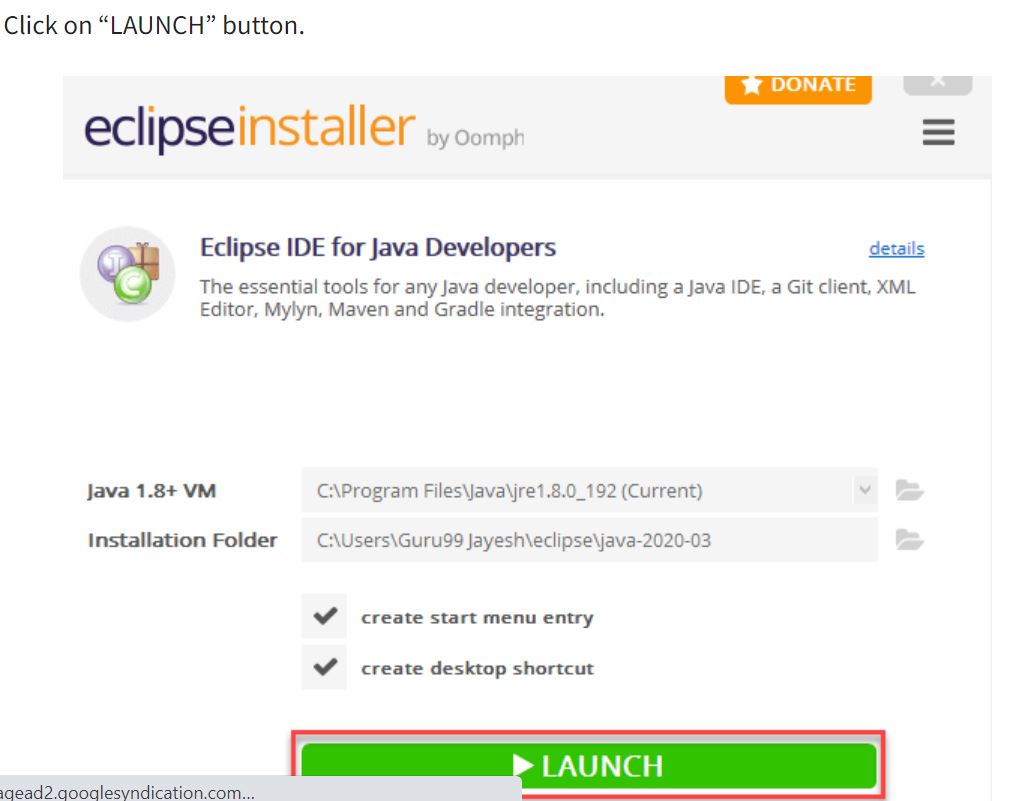 Click on “LAUNCH” button.
DONATE
eclipseinstaller by Oomph
Eclipse IDE for Java Developers
details
The essential tools for any Java developer, including a Java IDE, a Git client, XML
Editor, Mylyn, Maven and Gradle integration.
Java 1.8+ VM
C:\Program Files\Java\jre1.8.0_192 (Current)
Installation Folder
C:\Users\Guru99 Jayesh\eclipse\java-2020-03
create start menu entry
create desktop shortcut
LAUNCH
agead2.googlesyndication.com...